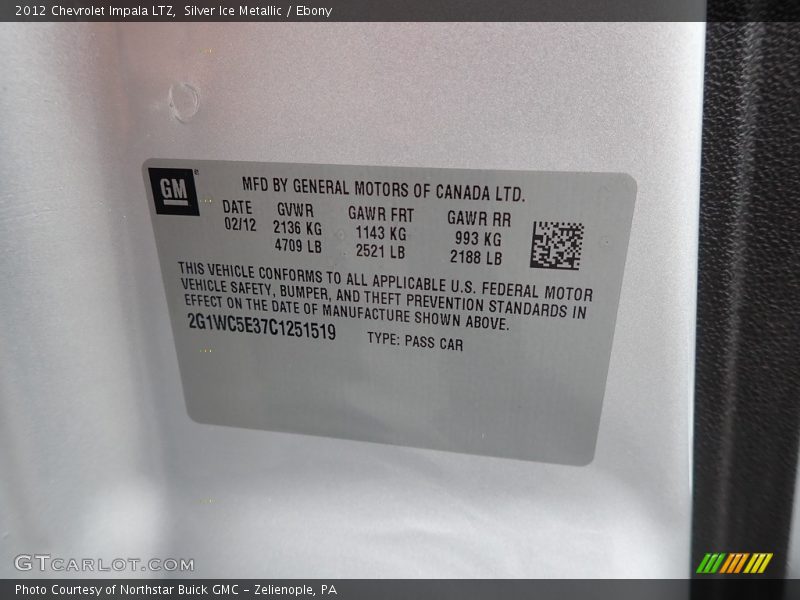 2012 Chevrolet Impala LTZ, Silver Ice Metallic / Ebony
GM
MFD BY GENERAL MOTORS OF CANADA LTD.
DATE GVWR GAWR FRT GAWR RR
02/12 2136 KG 1143 KG 993 KG
4709 LB 2521 LB 2188 LB
THIS VEHICLE CONFORMS TO ALL APPLICABLE U.S. FEDERAL MOTOR
VEHICLE SAFETY, BUMPER, AND THEFT PREVENTION STANDARDS IN
EFFECT ON THE DATE OF MANUFACTURE SHOWN ABOVE.
2G1WC5E37C1251519 TYPE: PASS CAR
GTCARLOT.COM
Photo Courtesy of Northstar Buick GMC - Zelienople, PA